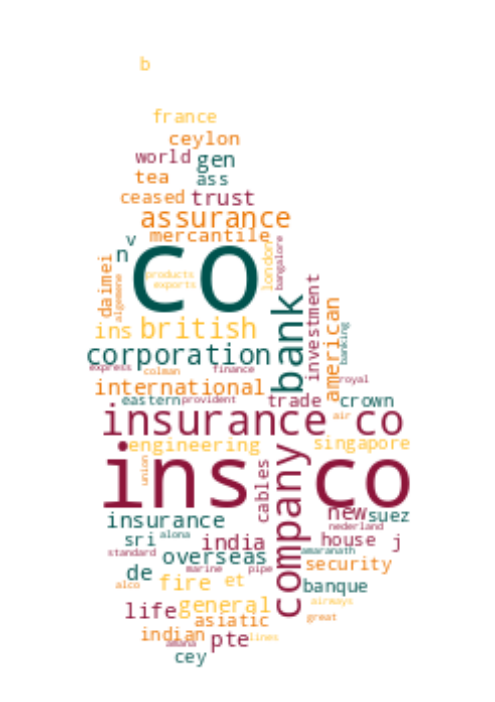 b
france
ceylon
world gen
tea ass
ceased trust
assurance
v mercantile
n
co
daimei
algemene
products
exports
london
bangalore
ins british
bank
investment
american
banking
corporation
express colman finance
royal
international
eastern provident trade crown
insurance co
air
engineering singapore
union
ins co
cables
company
insurance new suez
nederland
sri alona india house j
standard overseas amaranath
marine pipe security
de fire et banque
alco
airways
life general
asiatic great
indian pte lines
cey